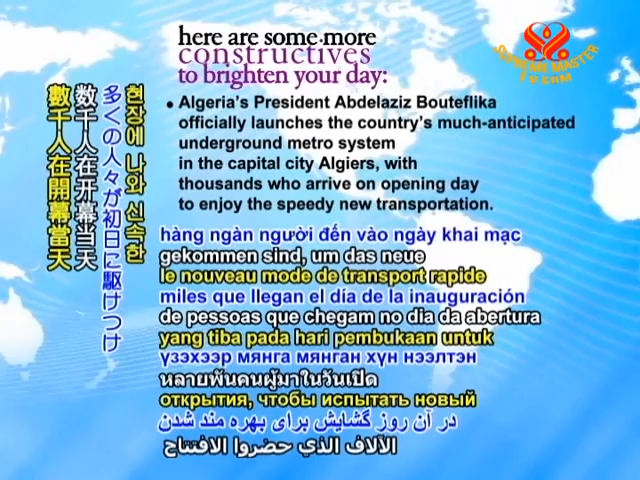 here are some more
constructives
to brighten your day:
SUPREME MASTER
TV.COM
• Algeria's President Abdelaziz Bouteflika
officially launches the country's much-anticipated
underground metro system
in the capital city Algiers, with
thousands who arrive on opening day
to enjoy the speedy new transportation.
현장에 나와 신속한
多くの人々が初日に駆けつけ
数千人在开幕当天
數千人在開幕當天
hàng ngàn người đến vào ngày khai mạc
gekommen sind, um das neue
le nouveau mode de transport rapide
miles que llegan el día de la inauguración
de pessoas que chegam no dia da abertura
yang tiba pada hari pembukaan untuk
үзэхээр мянга мянган хүн нээлтэн
หลายพันคนผู้มาในวันเปิด
открытия, чтобы испытать новый
در آن روز گشایش برای بهره مند شدن
الآلاف الذي حضروا الافتتاح